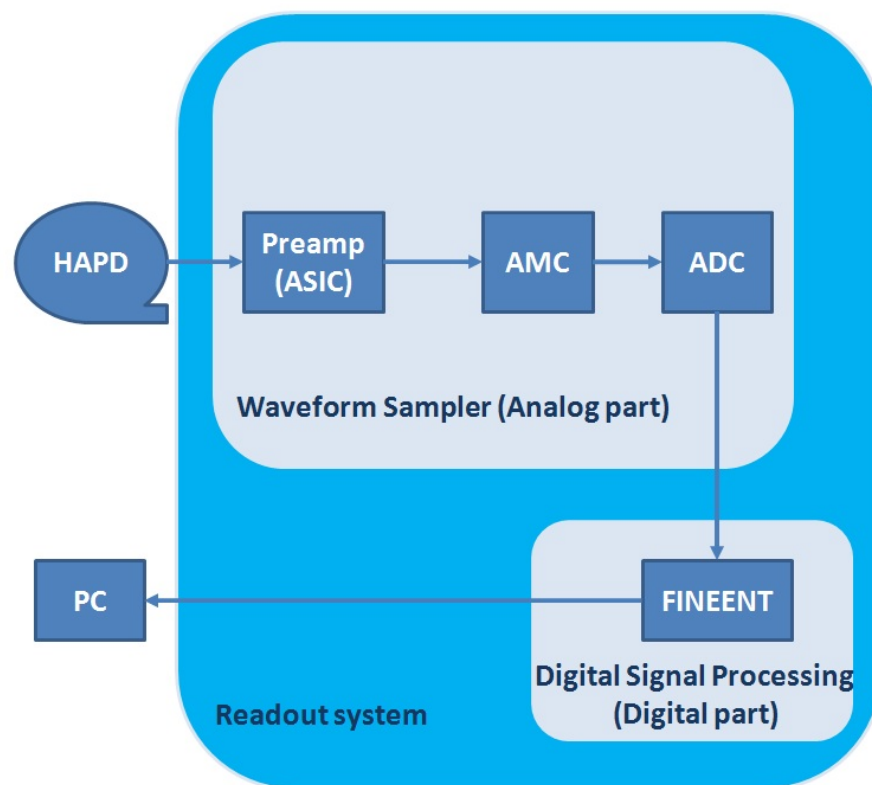 HAPD
Preamp
(ASIC)
AMC
ADC
Waveform Sampler (Analog part)
PC
FINEENT
Digital Signal Processing
(Digital part)
Readout system